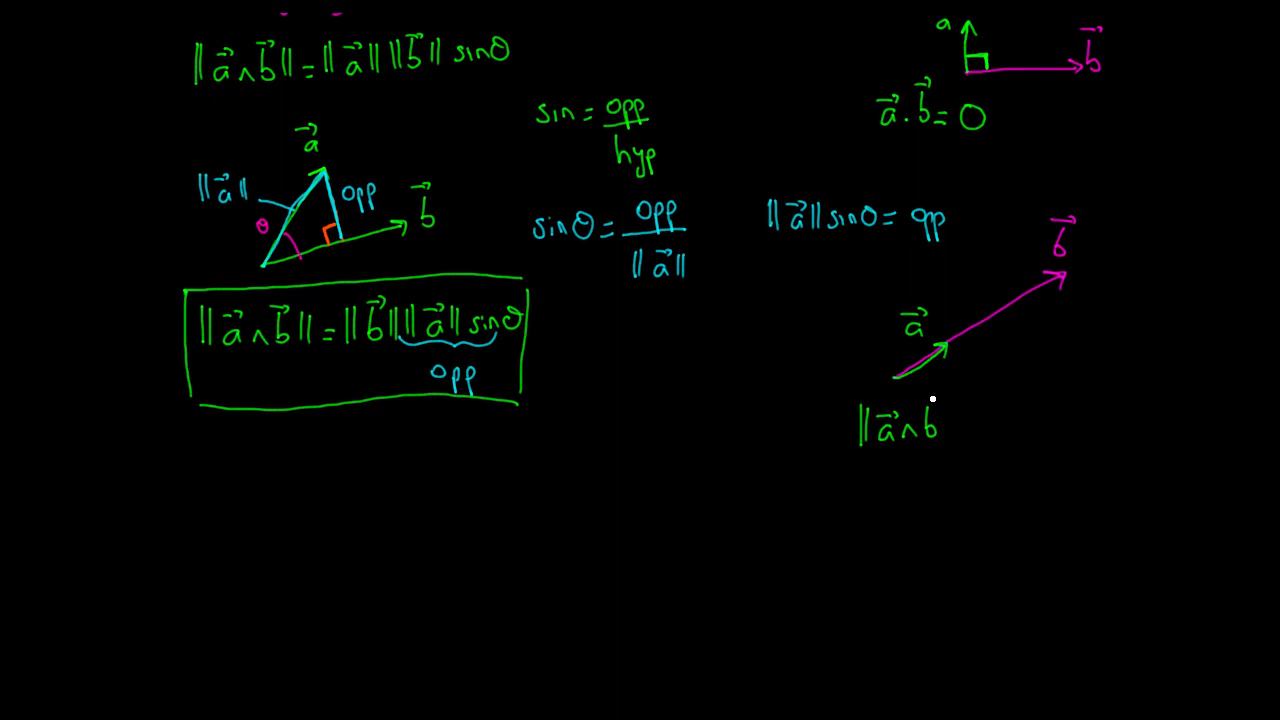 ‖a⃗∧b⃗‖=‖a⃗‖‖b⃗‖ sinθ
a
b⃗
a⃗.b⃗=0
sin=opp/hyp
a⃗
‖a⃗‖
opp
θ
b⃗
sinθ=opp/‖a⃗‖
‖a⃗‖sinθ=opp
b⃗
a⃗
‖a⃗∧b⃗‖=‖b⃗‖‖a⃗‖ sinθ
opp
‖a⃗∧b